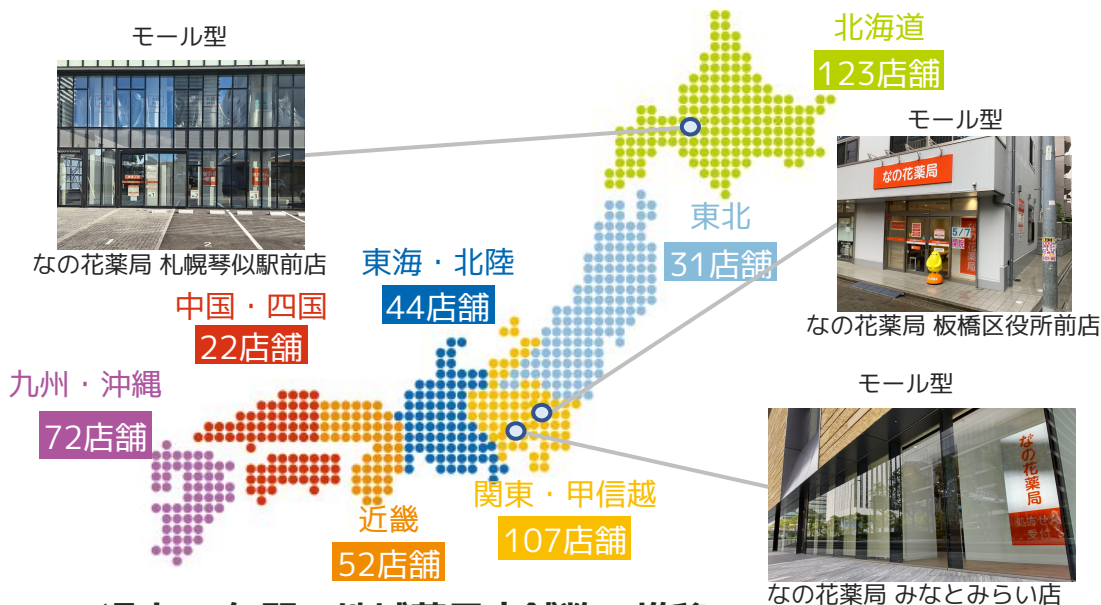 モール型
なの花薬局 札幌琴似駅前店
北海道
123店舗
モール型
なの花薬局
5/7
なの花薬局 板橋区役所前店
東北
31店舗
東海・北陸
44店舗
中国・四国
22店舗
九州・沖縄
72店舗
近畿
52店舗
関東・甲信越
107店舗
モール型
なの花薬局
なの花薬局 みなとみらい店